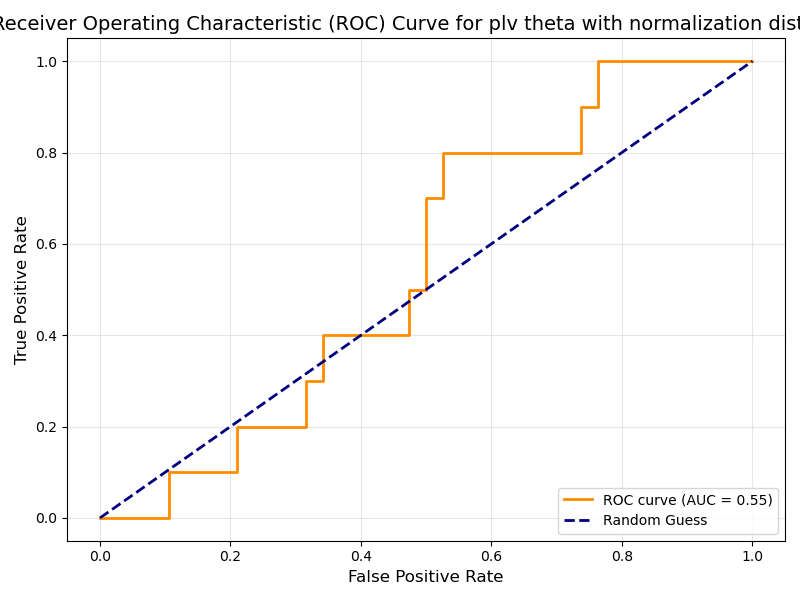 Receiver Operating Characteristic (ROC) Curve for plv theta with normalization dist
1.0
0.8
0.6
0.4
0.2
0.0
True Positive Rate
0.0 0.2 0.4 0.6 0.8 1.0
False Positive Rate
ROC curve (AUC = 0.55)
Random Guess